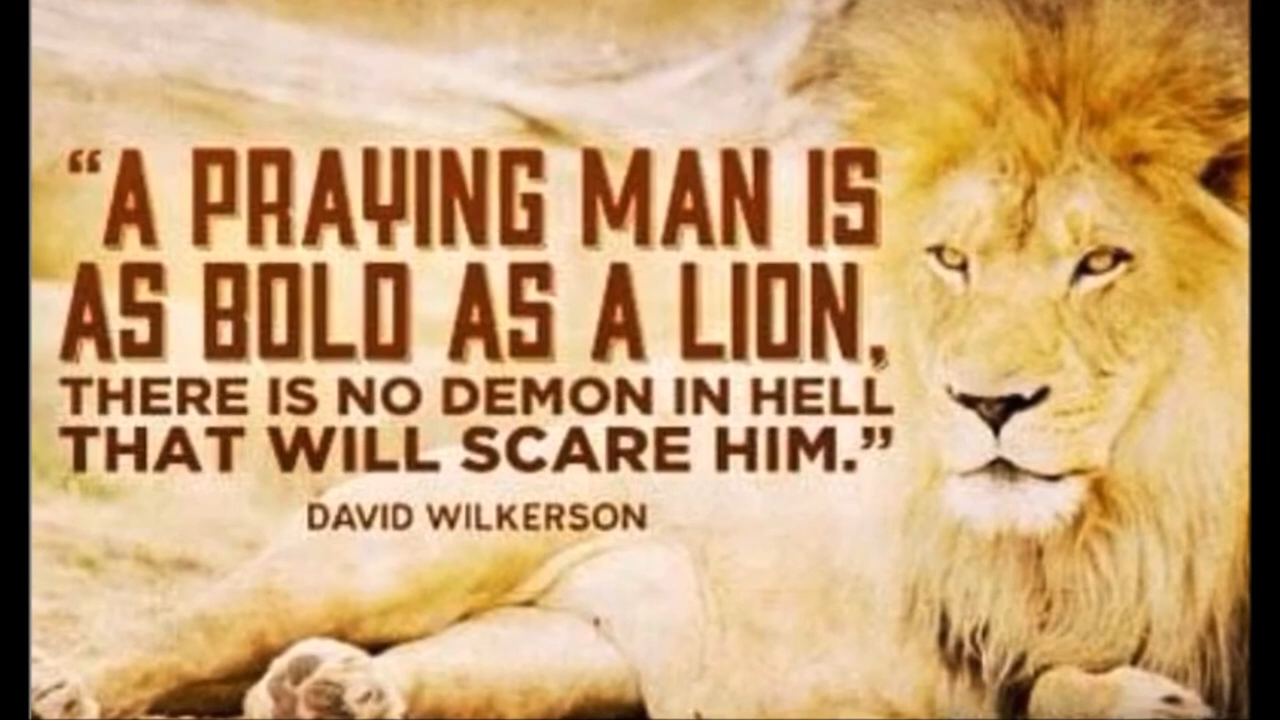 “A PRAYING MAN IS
AS BOLD AS A LION,
THERE IS NO DEMON IN HELL
THAT WILL SCARE HIM.”
DAVID WILKERSON